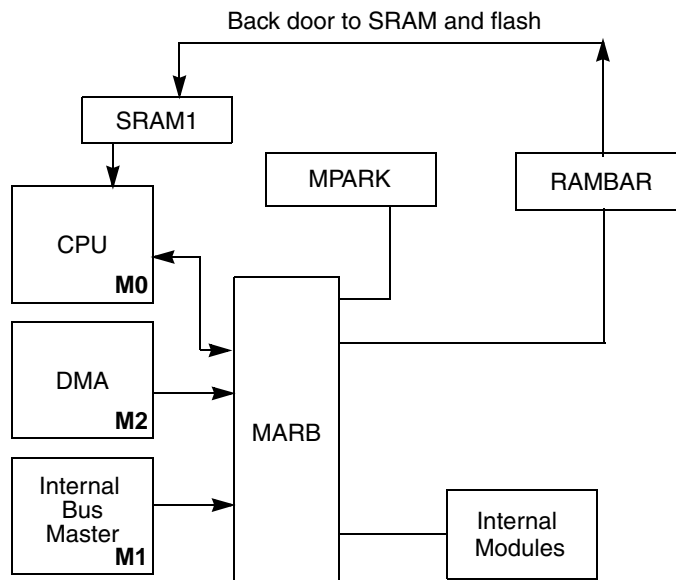 Back door to SRAM and flash
SRAM1
MPARK
RAMBAR
CPU
M0
DMA
M2
MARB
Internal
Bus
Master
M1
Internal
Modules